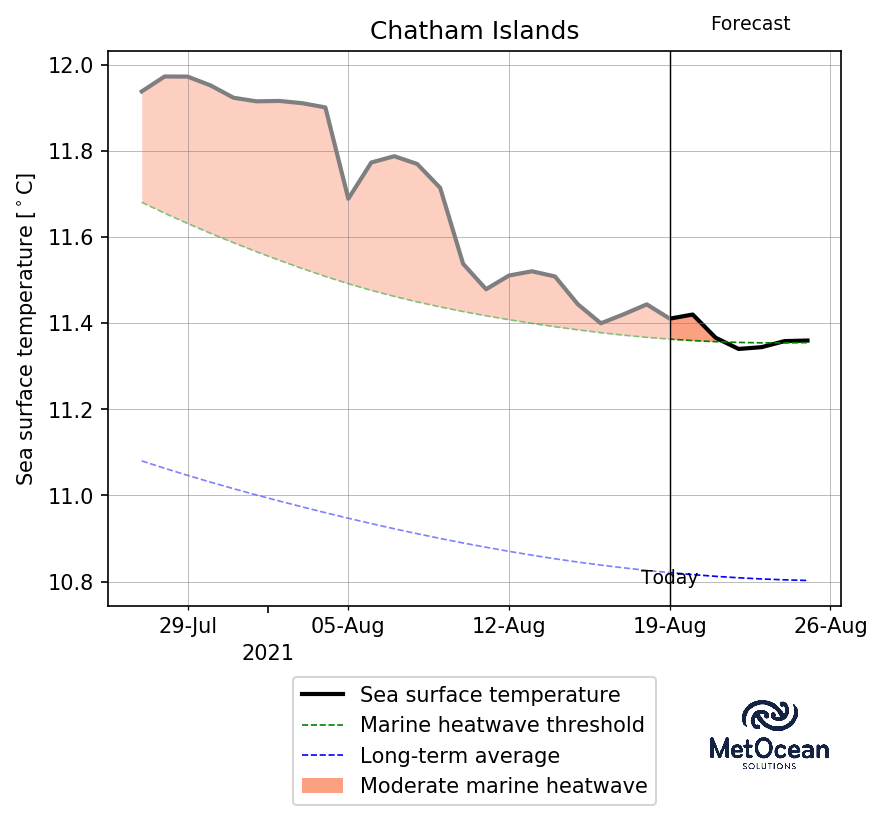 Chatham Islands
Forecast
Sea surface temperature [°C]
12.0
11.8
11.6
11.4
11.2
11.0
10.8
Today
29-Jul 05-Aug 12-Aug 19-Aug 26-Aug
2021
Sea surface temperature
Marine heatwave threshold
Long-term average
Moderate marine heatwave
MetOcean
SOLUTIONS